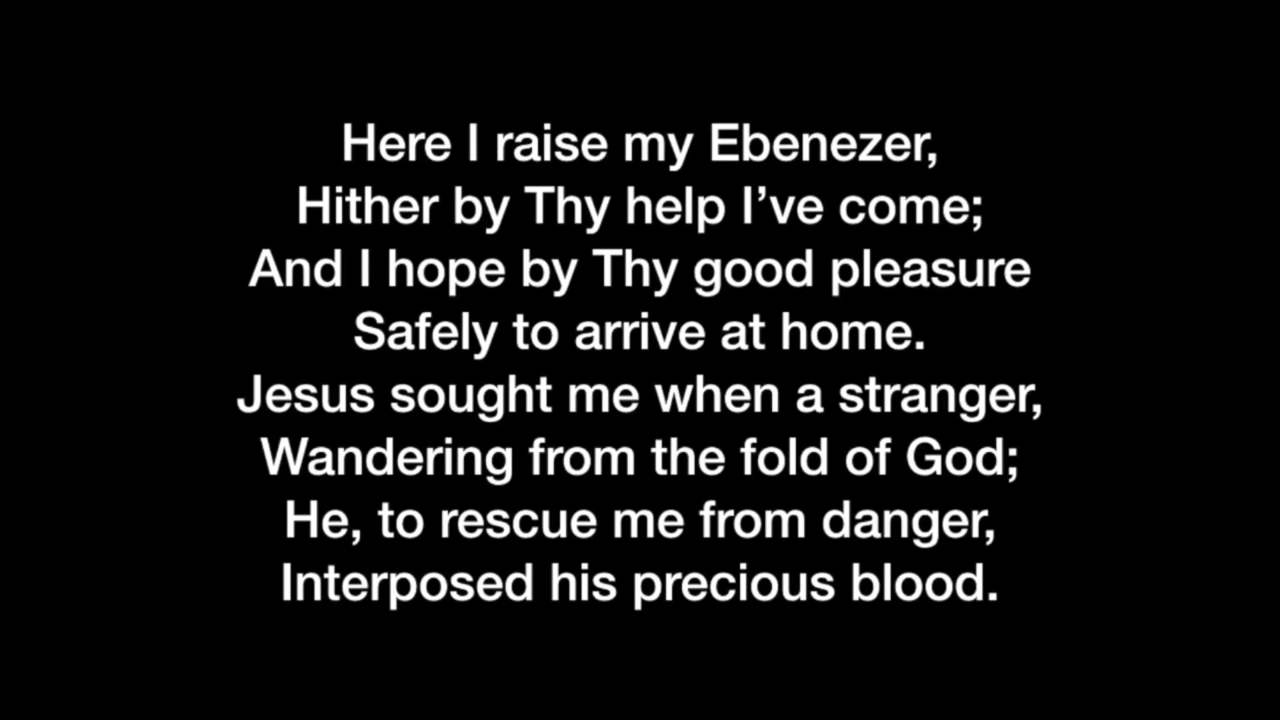 Here I raise my Ebenezer,
Hither by Thy help I’ve come;
And I hope by Thy good pleasure
Safely to arrive at home.
Jesus sought me when a stranger,
Wandering from the fold of God;
He, to rescue me from danger,
Interposed his precious blood.